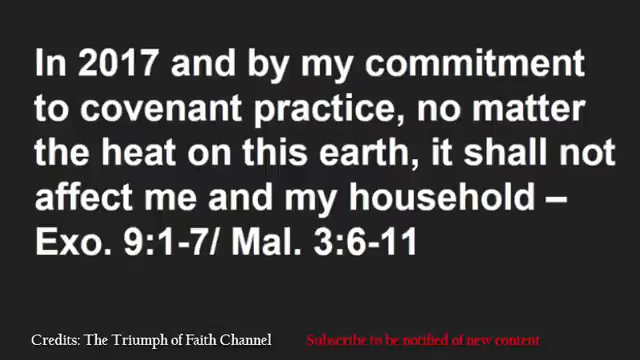 In 2017 and by my commitment
to covenant practice, no matter
the heat on this earth, it shall not
affect me and my household –
Exo. 9:1-7/ Mal. 3:6-11
Credits: The Triumph of Faith Channel
Subscribe to be notified of new content